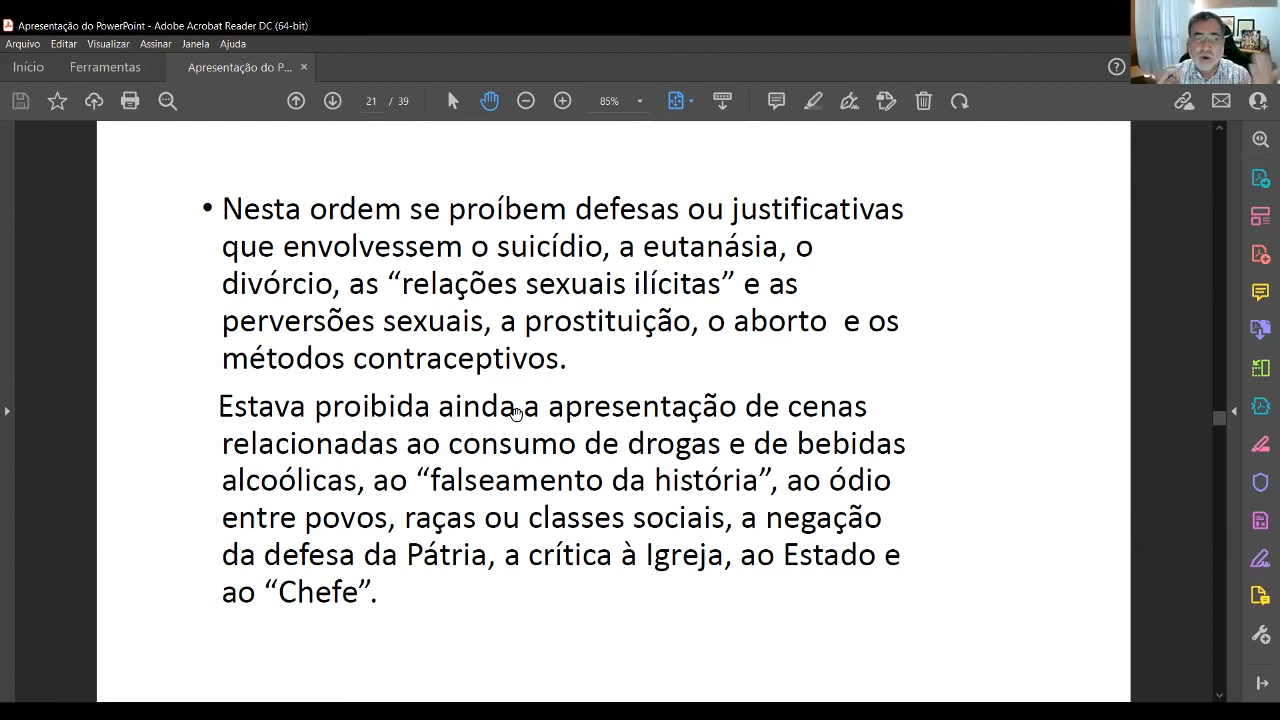 Apresentação do PowerPoint - Adobe Acrobat Reader DC (64-bit)
Arquivo Editar Visualizar Assinar Janela Ajuda
Início Ferramentas Apresentação do P... ×
21 / 39 85%
• Nesta ordem se proíbem defesas ou justificativas
que envolvessem o suicídio, a eutanásia, o
divórcio, as “relações sexuais ilícitas” e as
perversões sexuais, a prostituição, o aborto e os
métodos contraceptivos.
Estava proibida ainda a apresentação de cenas
relacionadas ao consumo de drogas e de bebidas
alcoólicas, ao “falseamento da história”, ao ódio
entre povos, raças ou classes sociais, a negação
da defesa da Pátria, a crítica à Igreja, ao Estado e
ao “Chefe”.